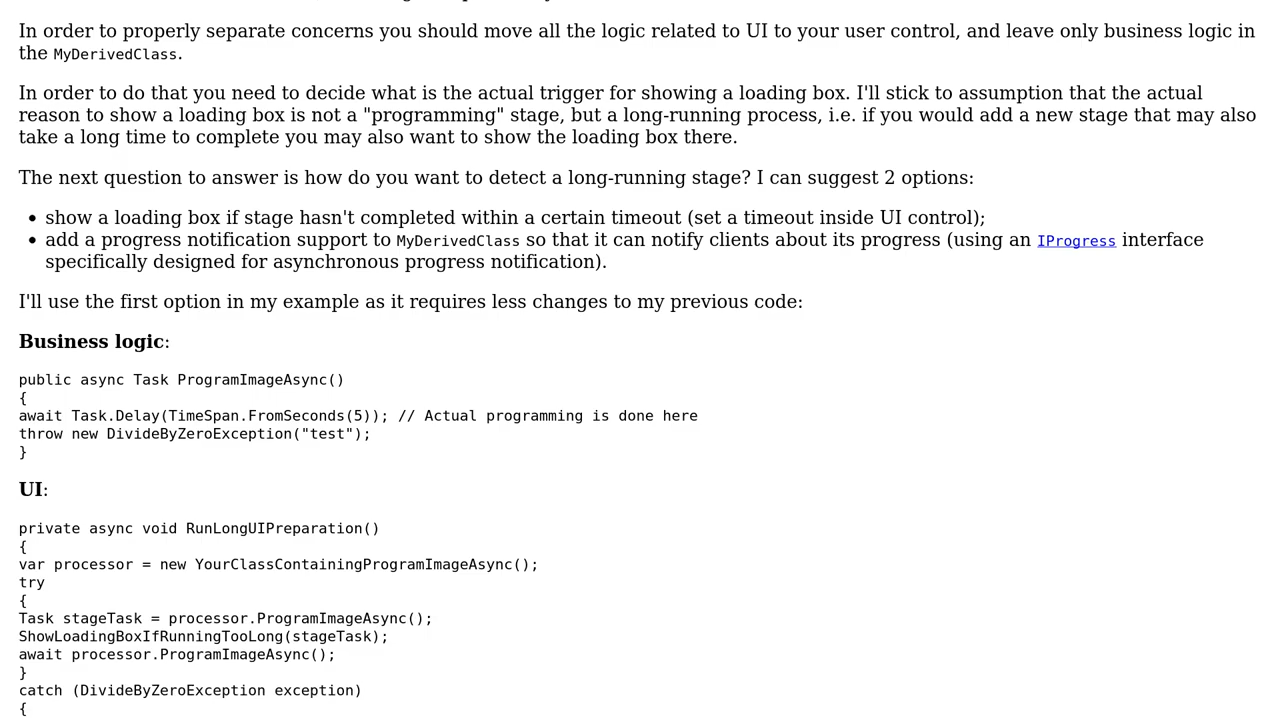 In order to properly separate concerns you should move all the logic related to UI to your user control, and leave only business logic in
the MyDerivedClass.
In order to do that you need to decide what is the actual trigger for showing a loading box. I'll stick to assumption that the actual
reason to show a loading box is not a "programming" stage, but a long-running process, i.e. if you would add a new stage that may also
take a long time to complete you may also want to show the loading box there.
The next question to answer is how do you want to detect a long-running stage? I can suggest 2 options:
• show a loading box if stage hasn't completed within a certain timeout (set a timeout inside UI control);
• add a progress notification support to MyDerivedClass so that it can notify clients about its progress (using an IProgress interface
specifically designed for asynchronous progress notification).
I'll use the first option in my example as it requires less changes to my previous code:
Business logic:
public async Task ProgramImageAsync()
{
await Task.Delay(TimeSpan.FromSeconds(5)); // Actual programming is done here
throw new DivideByZeroException("test");
}
UI:
private async void RunLongUIPreparation()
{
var processor = new YourClassContainingProgramImageAsync();
try
{
Task stageTask = processor.ProgramImageAsync();
ShowLoadingBoxIfRunningTooLong(stageTask);
await processor.ProgramImageAsync();
}
catch (DivideByZeroException exception)
{